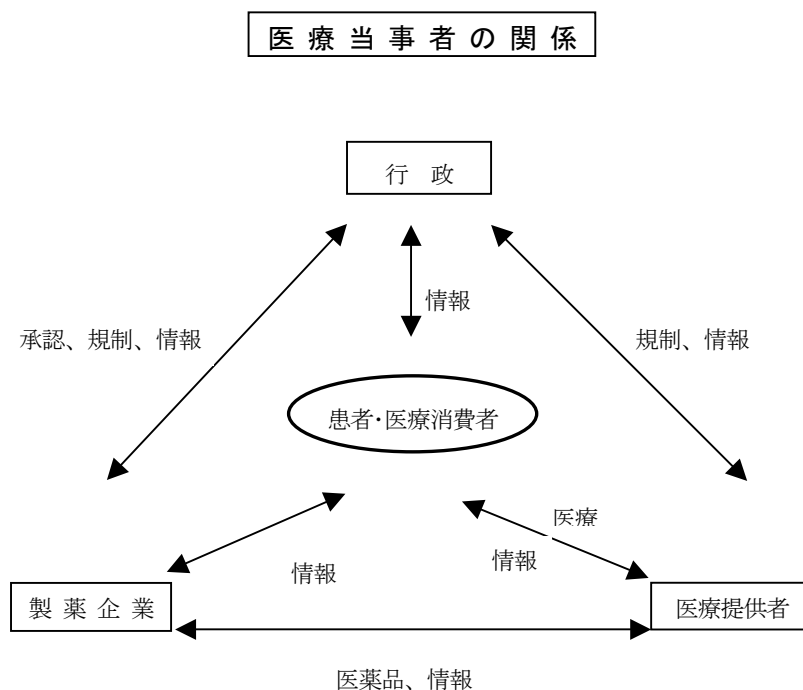 医療当事者の関係
行政
情報
承認、規制、情報
規制、情報
患者・医療消費者
医療
情報
情報
製薬企業
医療提供者
医薬品、情報